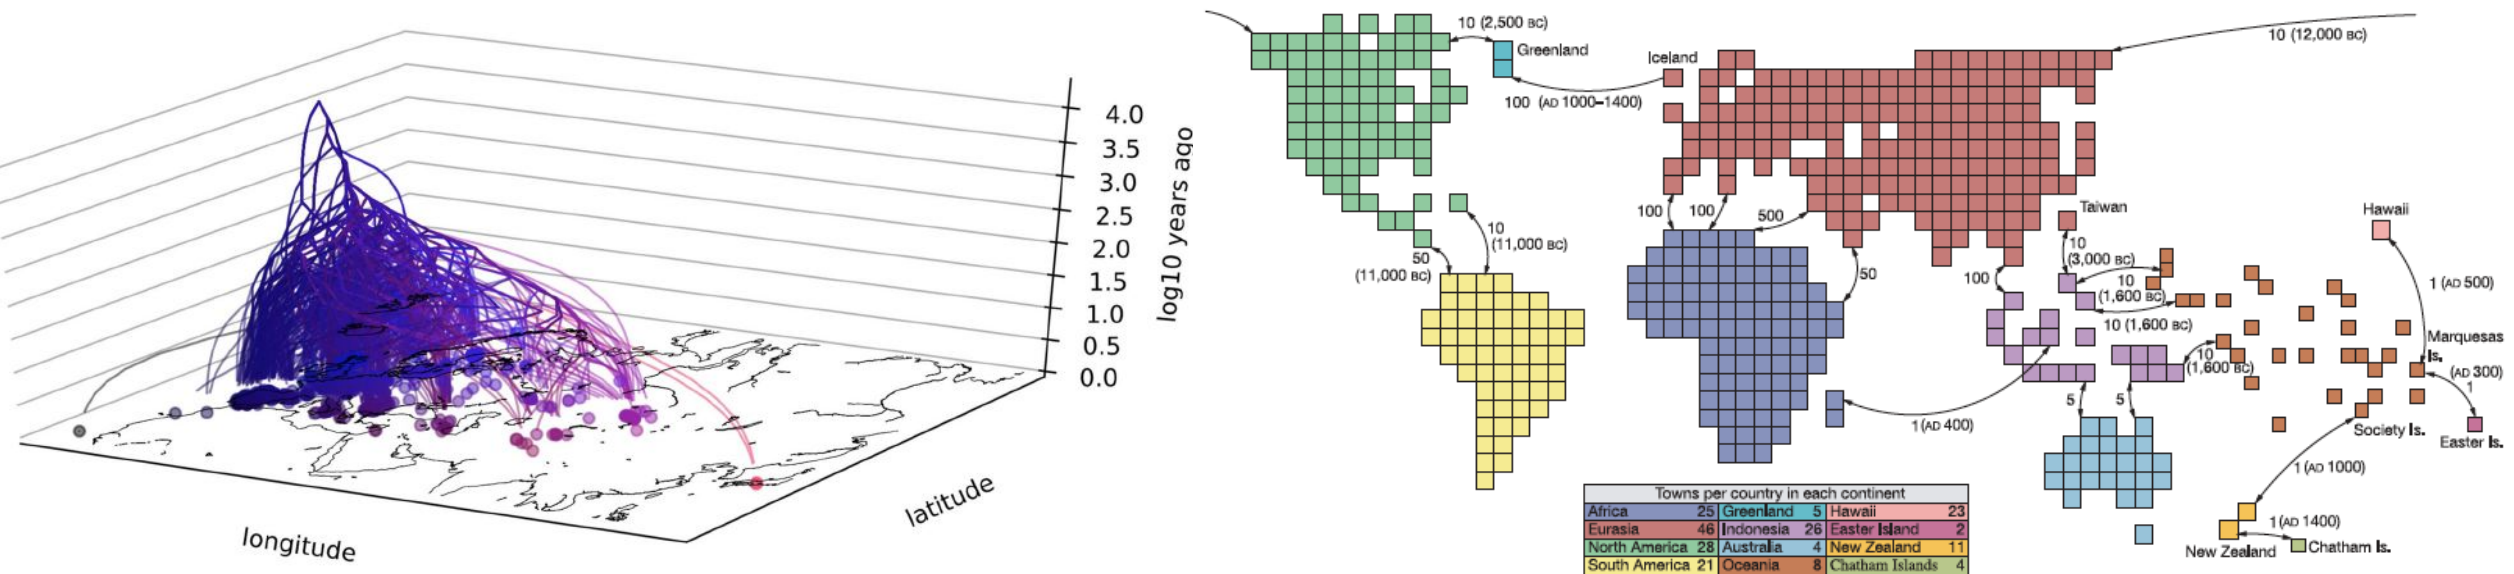 4.0
3.5
3.0
2.5
2.0
1.5
1.0
0.5
0.0
log10 years ago
latitude
longitude
10 (2,500 BC)
Greenland
100 (AD 1000–1400)
Iceland
10 (12,000 BC)
100
100
500
50
(11,000 BC)
10
(11,000 BC)
50
100
Taiwan
10
(3,000 BC)
10
(1,600 BC)
10 (1,600 BC)
10
(1,600 BC)
5
5
1 (AD 400)
Hawaii
1 (AD 500)
Marquesas
Is.
(AD 300)
1
Society Is.
Easter Is.
1 (AD 1000)
1 (AD 1400)
New Zealand
Chatham Is.
Towns per country in each continent
Africa 25 Greenland 5 Hawaii 23
Eurasia 46 Indonesia 26 Easter Island 2
North America 28 Australia 4 New Zealand 11
South America 21 Oceania 8 Chatham Islands 4